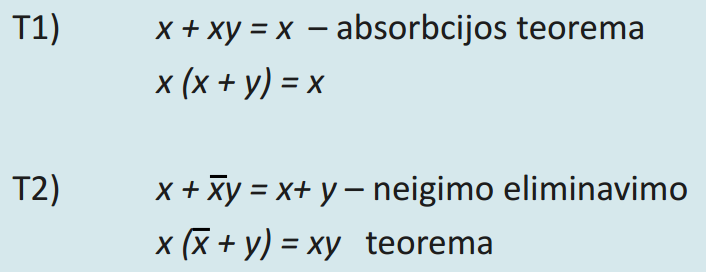 T1) x + xy = x – absorbcijos teorema
x (x + y) = x
T2) x + x̅y = x+ y – neigimo eliminavimo
x (x̅ + y) = xy teorema